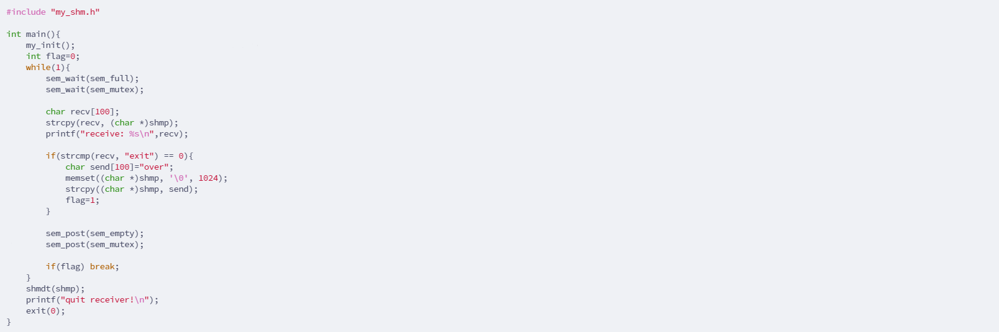 #include "my_shm.h"
int main(){
my_init();
int flag=0;
while(1){
sem_wait(sem_full);
sem_wait(sem_mutex);
char recv[100];
strcpy(recv, (char *)shmp);
printf("receive: %s\n",recv);
if(strcmp(recv, "exit") == 0){
char send[100]="over";
memset((char *)shmp, '\0', 1024);
strcpy((char *)shmp, send);
flag=1;
}
sem_post(sem_empty);
sem_post(sem_mutex);
if(flag) break;
}
shmdt(shmp);
printf("quit receiver!\n");
exit(0);
}